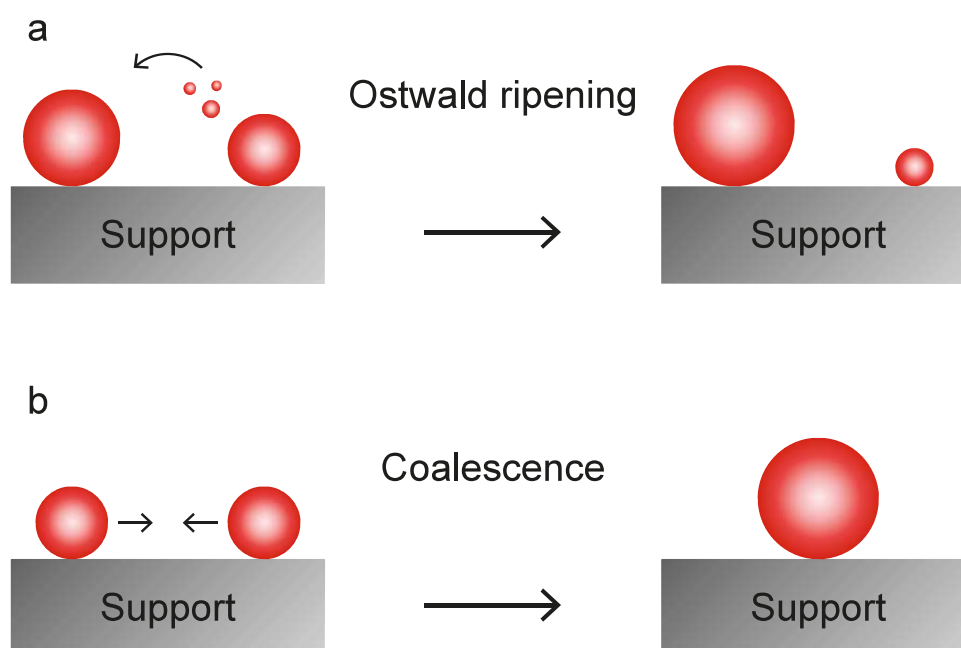 a
Ostwald ripening
Support
Support
b
Coalescence
Support
Support